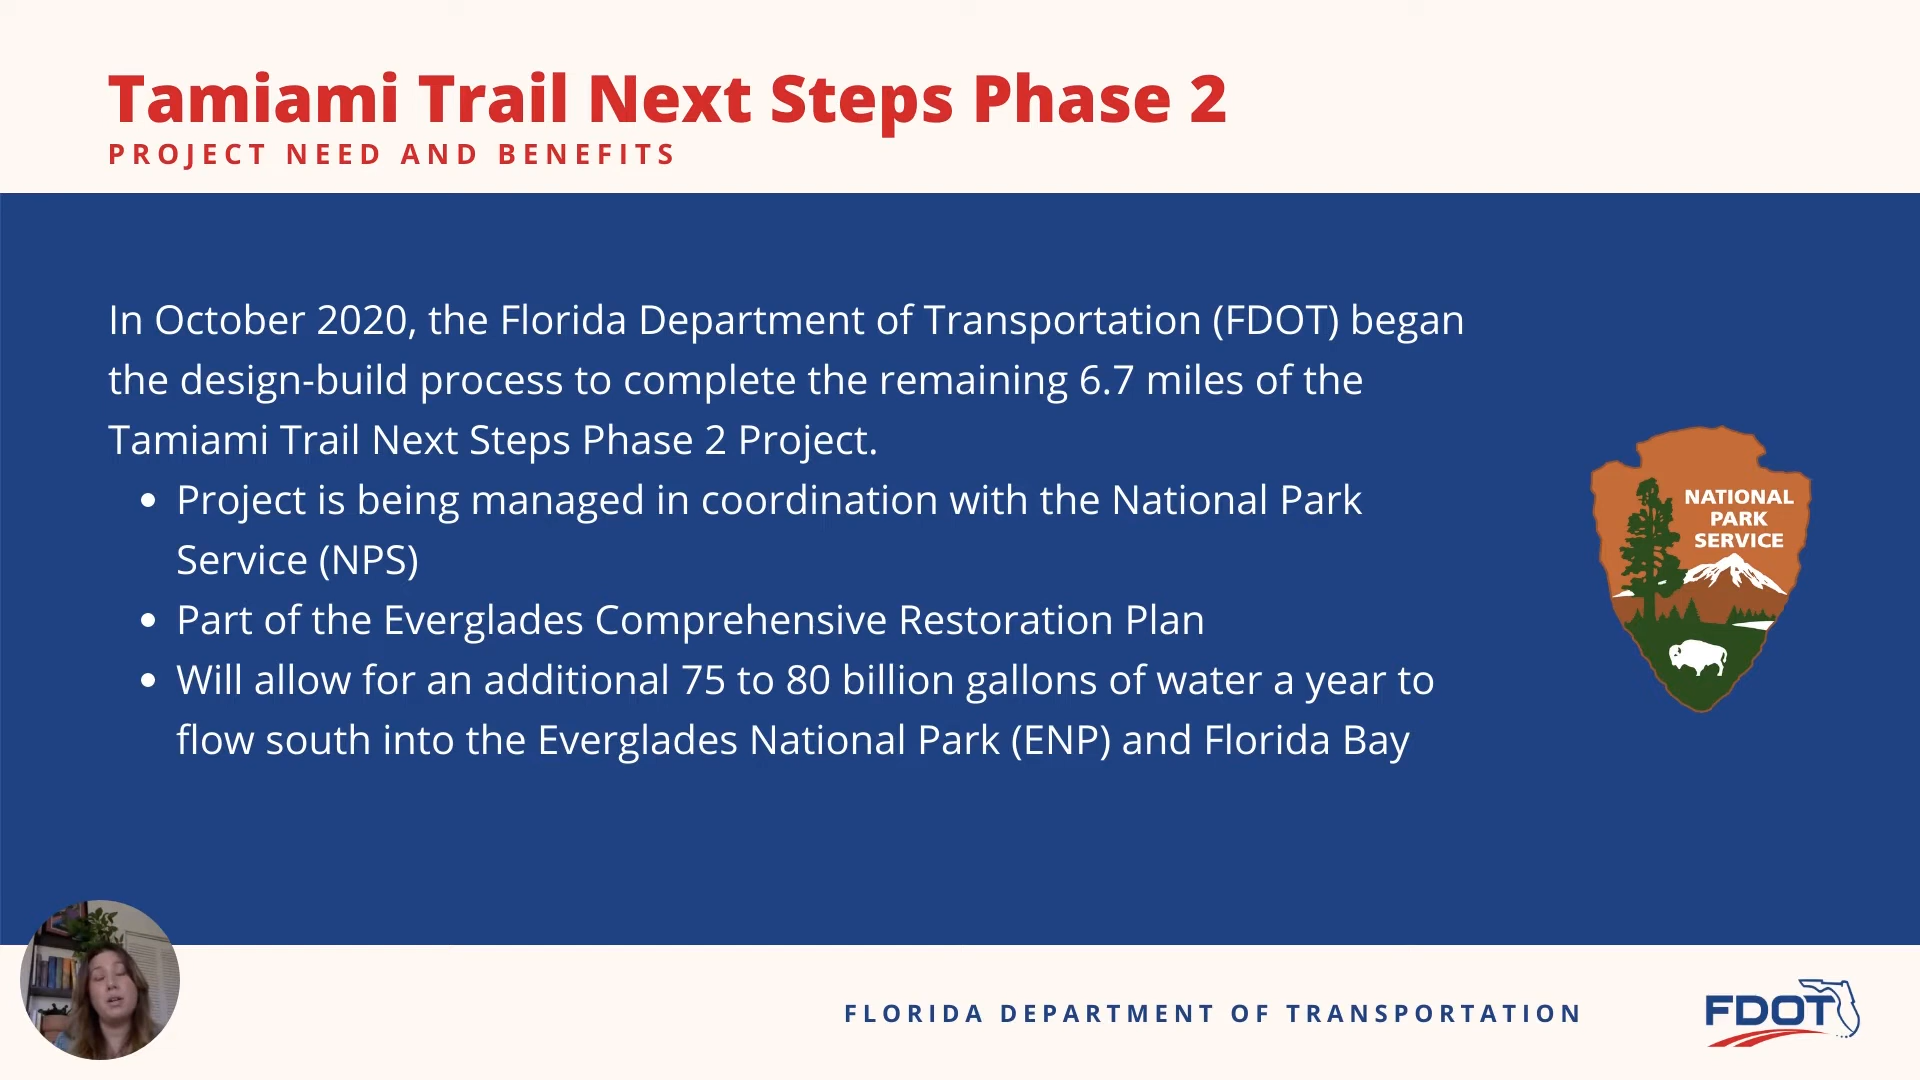 Tamiami Trail Next Steps Phase 2
PROJECT NEED AND BENEFITS
In October 2020, the Florida Department of Transportation (FDOT) began
the design-build process to complete the remaining 6.7 miles of the
Tamiami Trail Next Steps Phase 2 Project.
• Project is being managed in coordination with the National Park
Service (NPS)
• Part of the Everglades Comprehensive Restoration Plan
• Will allow for an additional 75 to 80 billion gallons of water a year to
flow south into the Everglades National Park (ENP) and Florida Bay
NATIONAL
PARK
SERVICE
FLORIDA DEPARTMENT OF TRANSPORTATION
FDOT